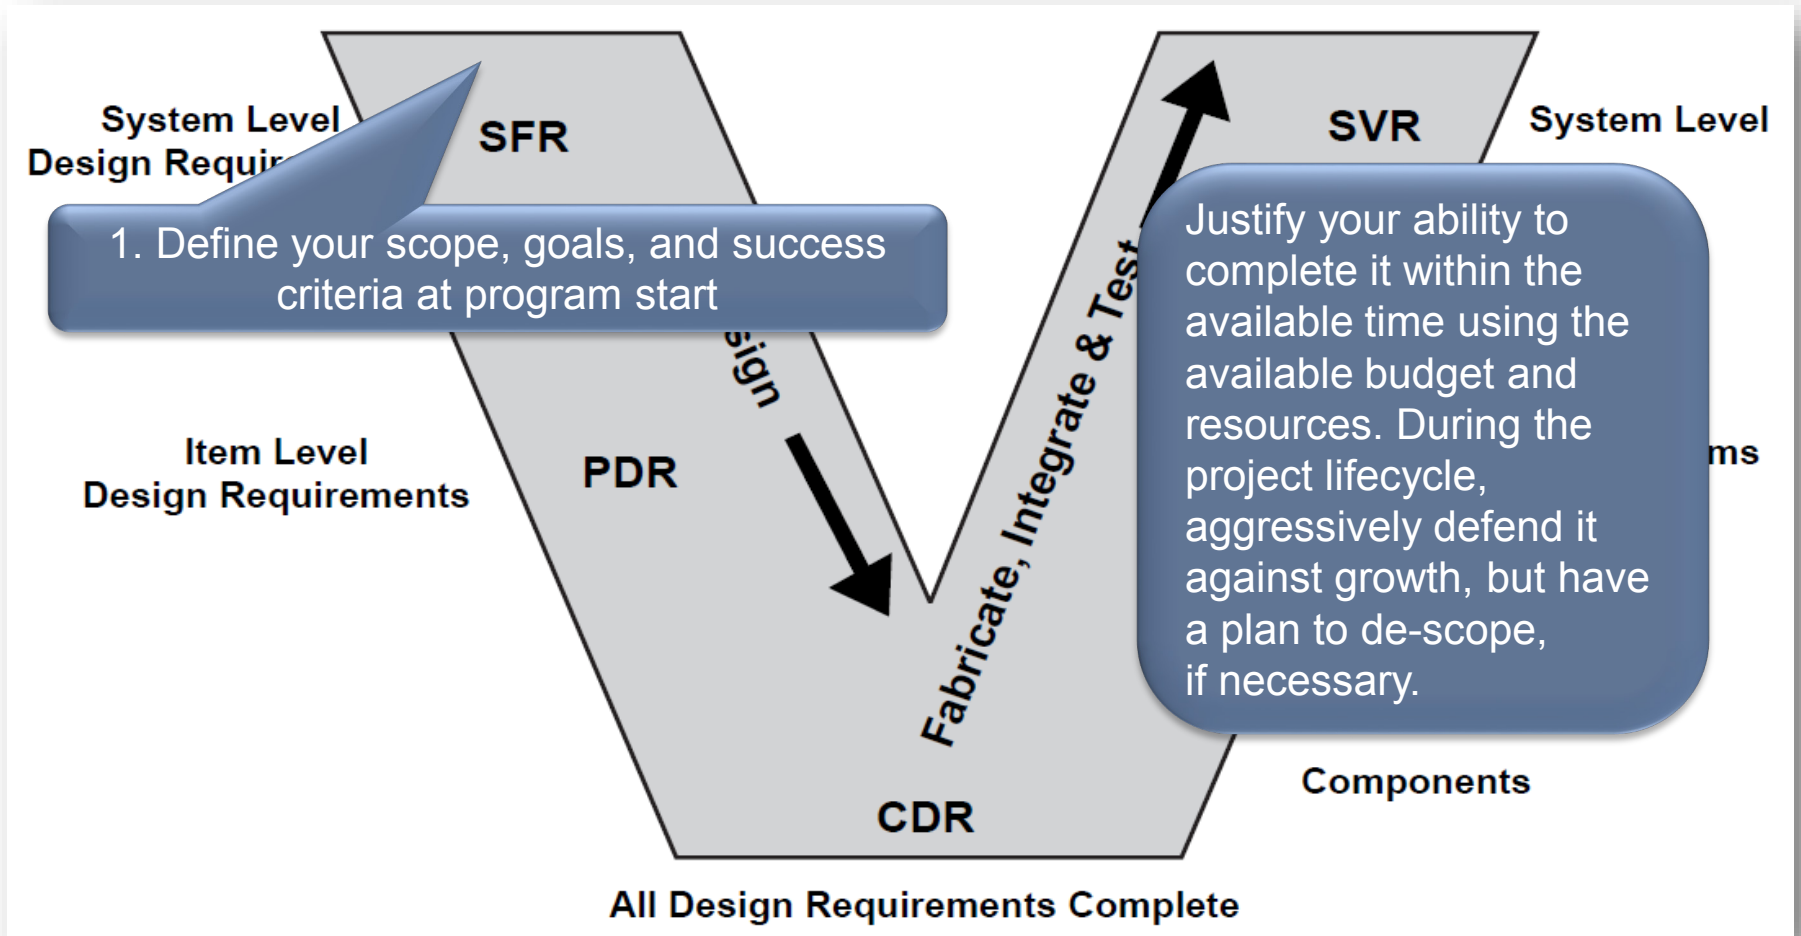 System Level
Design
SFR
SVR
System Level
1. Define your scope, goals, and success
criteria at program start
Justify your ability to
complete it within the
available time using the
available budget and
resources. During the
project lifecycle,
aggressively defend it
against growth, but have
a plan to de-scope,
if necessary.
Fabricate, Integrate & Test
Item Level
Design Requirements
PDR
Components
CDR
All Design Requirements Complete